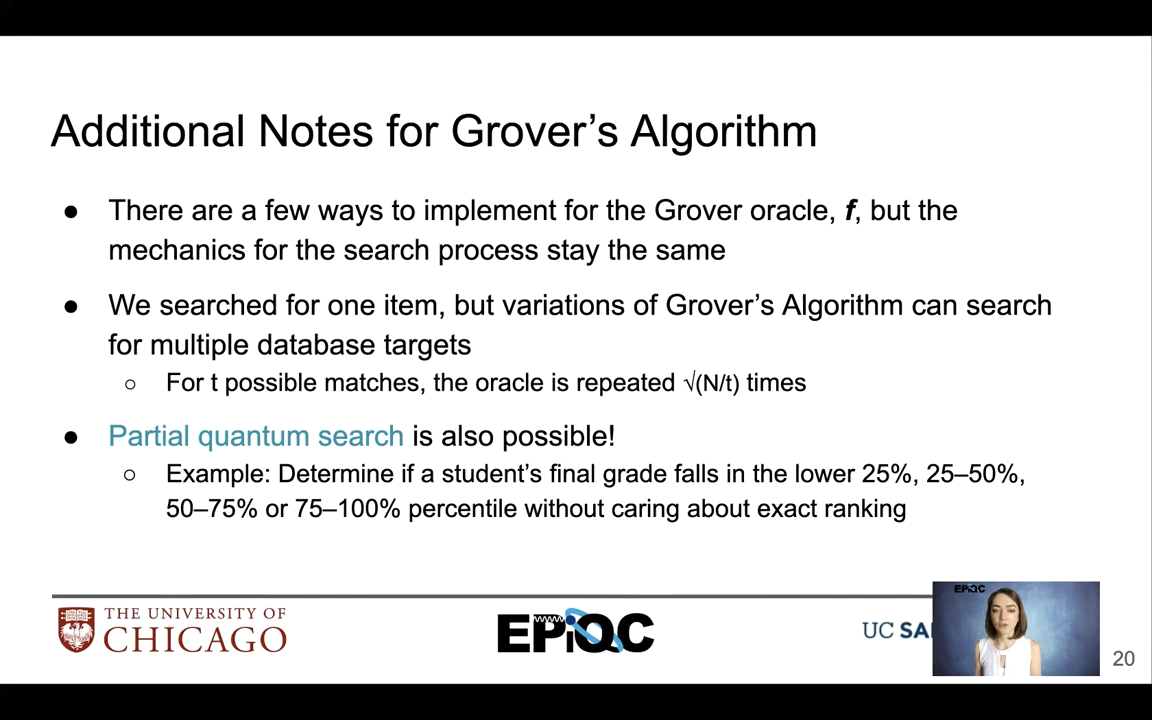 Additional Notes for Grover's Algorithm
● There are a few ways to implement for the Grover oracle, f, but the
mechanics for the search process stay the same
● We searched for one item, but variations of Grover's Algorithm can search
for multiple database targets
○ For t possible matches, the oracle is repeated √(N/t) times
● Partial quantum search is also possible!
○ Example: Determine if a student's final grade falls in the lower 25%, 25–50%,
50–75% or 75–100% percentile without caring about exact ranking
THE UNIVERSITY OF
CHICAGO
EPiQC
UC SA
EPiQC
20